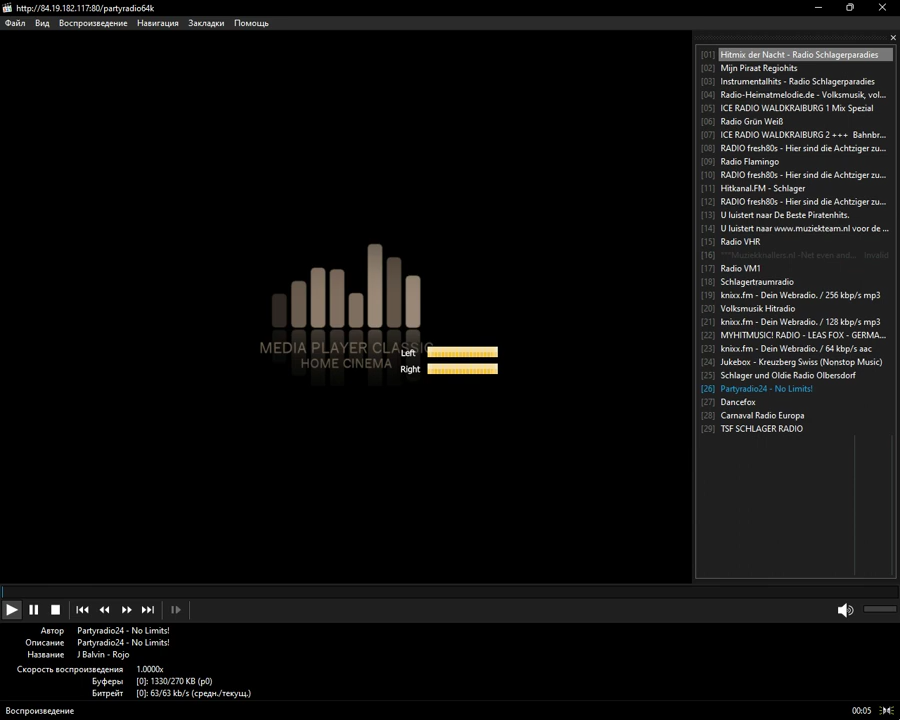 http://84.19.182.117:80/partyradio64k
Файл Вид Воспроизведение Навигация Закладки Помощь
[01] Hitmix der Nacht - Radio Schlagerparadies
[02] Mijn Piraat Regiohits
[03] Instrumentalhits - Radio Schlagerparadies
[04] Radio-Heimatmelodie.de - Volksmusik, vol...
[05] ICE RADIO WALDKRAIBURG 1 Mix Spezial
[06] Radio Grün Weiß
[07] ICE RADIO WALDKRAIBURG 2 +++ Bahnbr...
[08] RADIO fresh80s - Hier sind die Achtziger zu...
[09] Radio Flamingo
[10] RADIO fresh80s - Hier sind die Achtziger zu...
[11] Hitkanal.FM - Schlager
[12] RADIO fresh80s - Hier sind die Achtziger zu...
[13] U luistert naar De Beste Piratenhits.
[14] U luistert naar www.muziekteam.nl voor de ...
[15] Radio VHR
[16] ***Muziekknallers.nl -Net even and... Invalid
[17] Radio VM1
[18] Schlagertraumradio
[19] knixx.fm - Dein Webradio. / 256 kbp/s mp3
[20] Volksmusik Hitradio
[21] knixx.fm - Dein Webradio. / 128 kbp/s mp3
[22] MYHITMUSIC! RADIO - LEAS FOX - GERMA...
[23] knixx.fm - Dein Webradio. / 64 kbp/s aac
[24] Jukebox - Kreuzberg Swiss (Nonstop Music)
[25] Schlager und Oldie Radio Olbersdorf
[26] Partyradio24 - No Limits!
[27] Dancefox
[28] Carnaval Radio Europa
[29] TSF SCHLAGER RADIO
MEDIA PLAYER CLASSIC
HOME CINEMA
Left
Right
Автор Partyradio24 - No Limits!
Описание Partyradio24 - No Limits!
Название J Balvin - Rojo
Скорость воспроизведения 1.0000x
Буферы [0]: 1330/270 KB (p0)
Битрейт [0]: 63/63 kb/s (средн./текущ.)
Воспроизведение 00:05